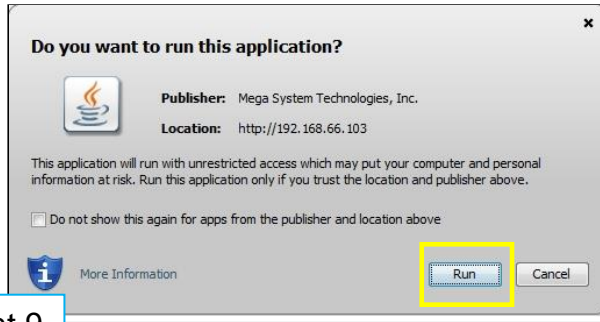 Do you want to run this application?
Publisher: Mega System Technologies, Inc.
Location: http://192.168.66.103
This application will run with unrestricted access which may put your computer and personal
information at risk. Run this application only if you trust the location and publisher above.
Do not show this again for apps from the publisher and location above
More Information
Run
Cancel